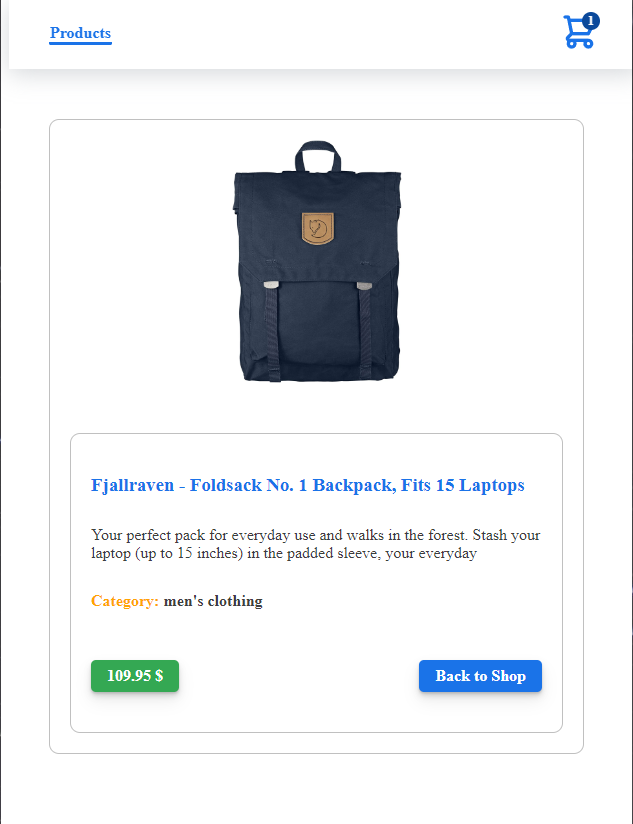 Products
1
Fjallraven - Foldsack No. 1 Backpack, Fits 15 Laptops
Your perfect pack for everyday use and walks in the forest. Stash your
laptop (up to 15 inches) in the padded sleeve, your everyday
Category: men's clothing
109.95 $
Back to Shop